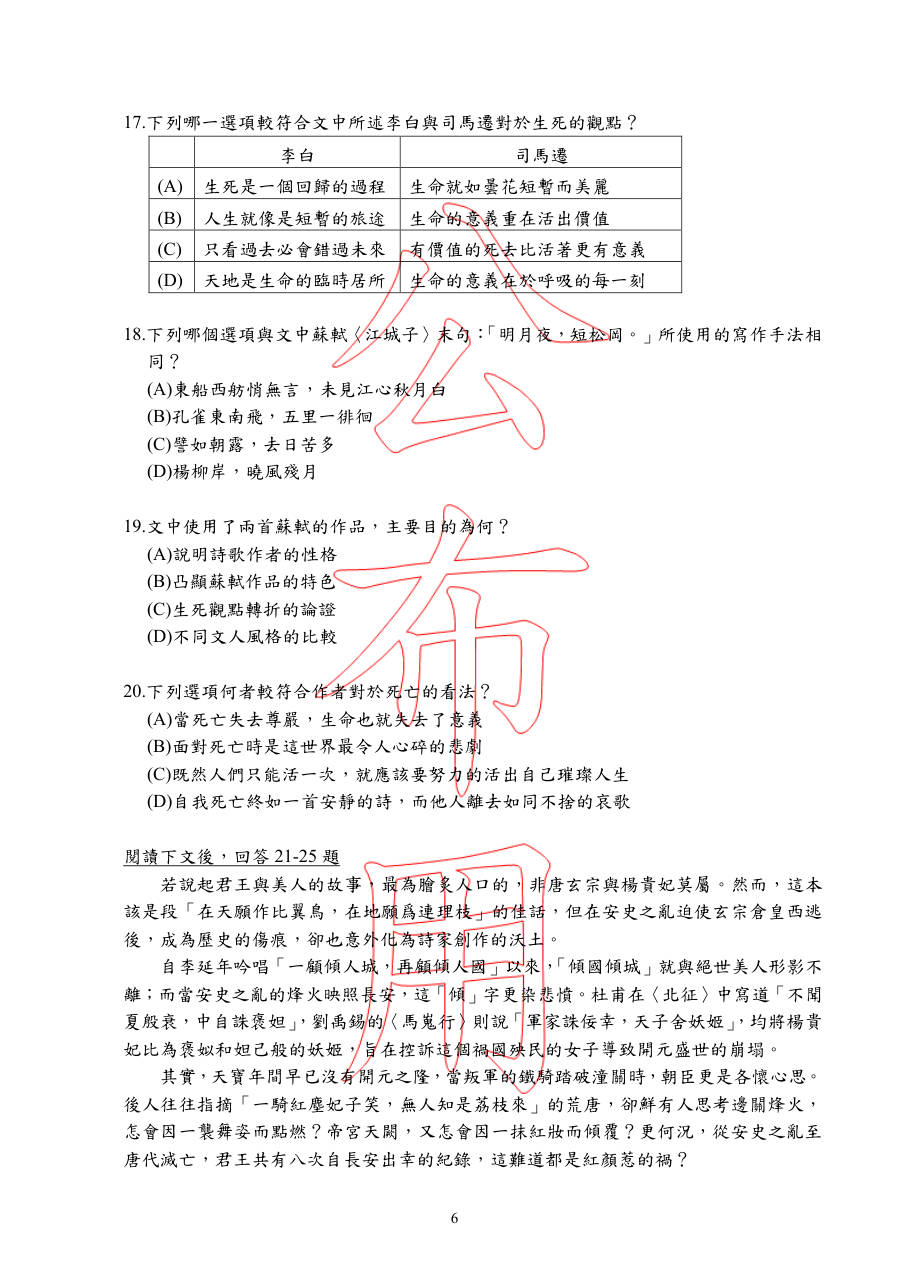 17.下列哪一選項較符合文中所述李白與司馬遷對於生死的觀點？
李白 司馬遷
(A) 生死是一個回歸的過程 生命就如曇花短暫而美麗
(B) 人生就像是短暫的旅途 生命的意義重在活出價值
(C) 只看過去必會錯過未來 有價值的死去比活著更有意義
(D) 天地是生命的臨時居所 生命的意義在於呼吸的每一刻
18.下列哪個選項與文中蘇軾〈江城子〉末句：「明月夜，短松岡。」所使用的寫作手法相
同？
(A)東船西舫悄無言，未見江心秋月白
(B)孔雀東南飛，五里一徘徊
(C)譬如朝露，去日苦多
(D)楊柳岸，曉風殘月
19.文中使用了兩首蘇軾的作品，主要目的為何？
(A)說明詩歌作者的性格
(B)凸顯蘇軾作品的特色
(C)生死觀點轉折的論證
(D)不同文人風格的比較
20.下列選項何者較符合作者對於死亡的看法？
(A)當死亡失去尊嚴，生命也就失去了意義
(B)面對死亡時是這世界最令人心碎的悲劇
(C)既然人們只能活一次，就應該要努力的活出自己璀璨人生
(D)自我死亡終如一首安靜的詩，而他人離去如同不捨的哀歌
閱讀下文後，回答 21-25 題
若說起君王與美人的故事，最為膾炙人口的，非唐玄宗與楊貴妃莫屬。然而，這本
該是段「在天願作比翼鳥，在地願爲連理枝」的佳話，但在安史之亂迫使玄宗倉皇西逃
後，成為歷史的傷痕，卻也意外化為詩家創作的沃土。
自李延年吟唱「一顧傾人城，再顧傾人國」以來，「傾國傾城」就與絕世美人形影不
離；而當安史之亂的烽火映照長安，這「傾」字更染悲憤。杜甫在〈北征〉中寫道「不聞
夏殷衰，中自誅褒妲」，劉禹錫的〈馬嵬行〉則說「軍家誅佞幸，天子舍妖姬」，均將楊貴
妃比為褒姒和妲己般的妖姬，旨在控訴這個禍國殃民的女子導致開元盛世的崩塌。
其實，天寶年間早已沒有開元之隆，當叛軍的鐵騎踏破潼關時，朝臣更是各懷心思。
後人往往指摘「一騎紅塵妃子笑，無人知是荔枝來」的荒唐，卻鮮有人思考邊關烽火，
怎會因一襲舞姿而點燃？帝宮天闕，又怎會因一抹紅妝而傾覆？更何況，從安史之亂至
唐代滅亡，君王共有八次自長安出幸的紀錄，這難道都是紅顏惹的禍？
6
公
布
用